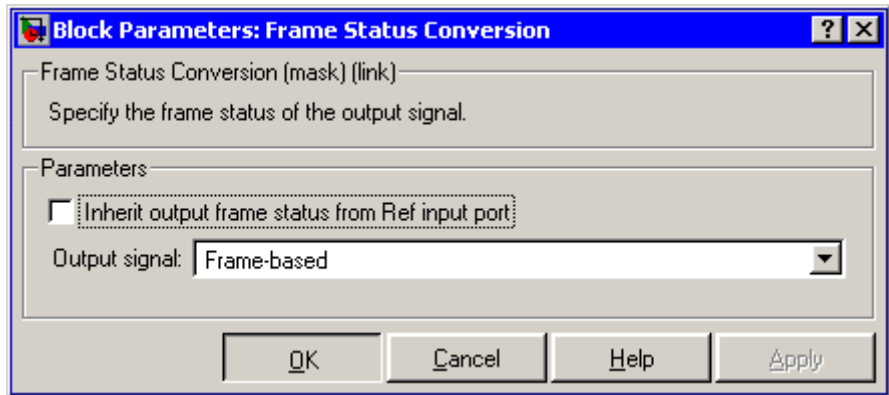 Block Parameters: Frame Status Conversion
Frame Status Conversion (mask) (link)
Specify the frame status of the output signal.
Parameters
Inherit output frame status from Ref input port
Output signal: Frame-based
OK Cancel Help Apply